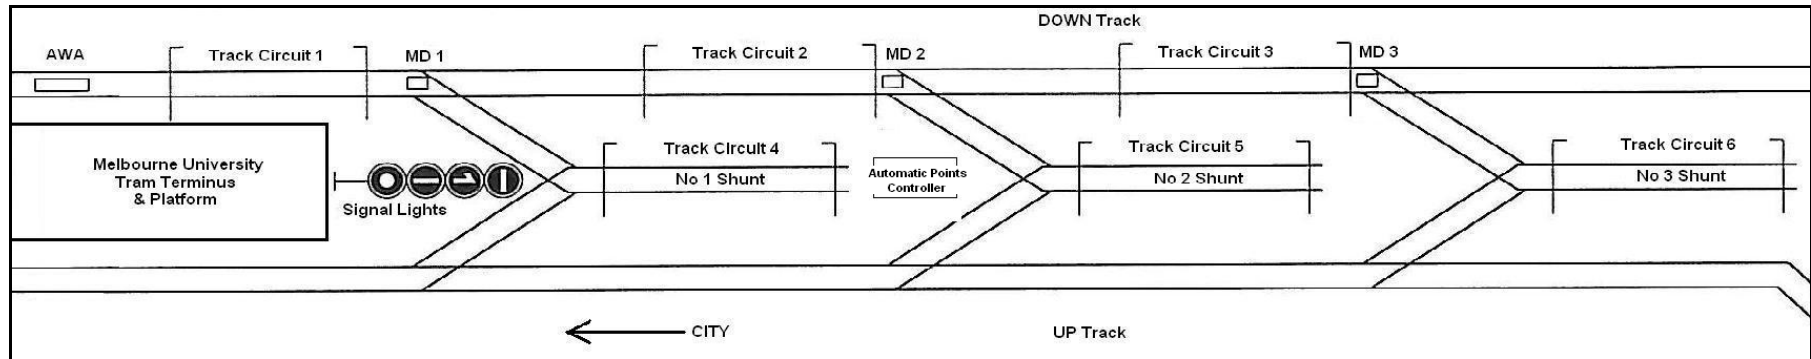 DOWN Track
AWA
Track Circuit 1
MD 1
Track Circuit 2
MD 2
Track Circuit 3
MD 3
Melbourne University
Tram Terminus
& Platform
Signal Lights
Track Circuit 4
No 1 Shunt
Automatic Points
Controller
Track Circuit 5
No 2 Shunt
Track Circuit 6
No 3 Shunt
CITY
UP Track